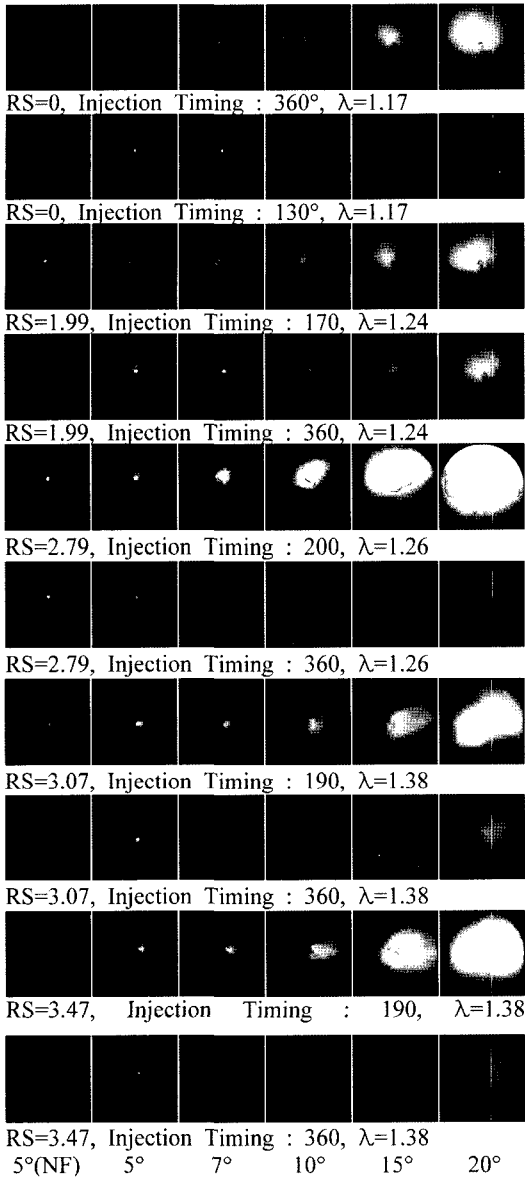 RS=0, Injection Timing : 360°, λ=1.17
RS=0, Injection Timing : 130°, λ=1.17
RS=1.99, Injection Timing : 170, λ=1.24
RS=1.99, Injection Timing : 360, λ=1.24
RS=2.79, Injection Timing : 200, λ=1.26
RS=2.79, Injection Timing : 360, λ=1.26
RS=3.07, Injection Timing : 190, λ=1.38
RS=3.07, Injection Timing : 360, λ=1.38
RS=3.47, Injection Timing : 190, λ=1.38
RS=3.47, Injection Timing : 360, λ=1.38
5°(NF) 5° 7° 10° 15° 20°